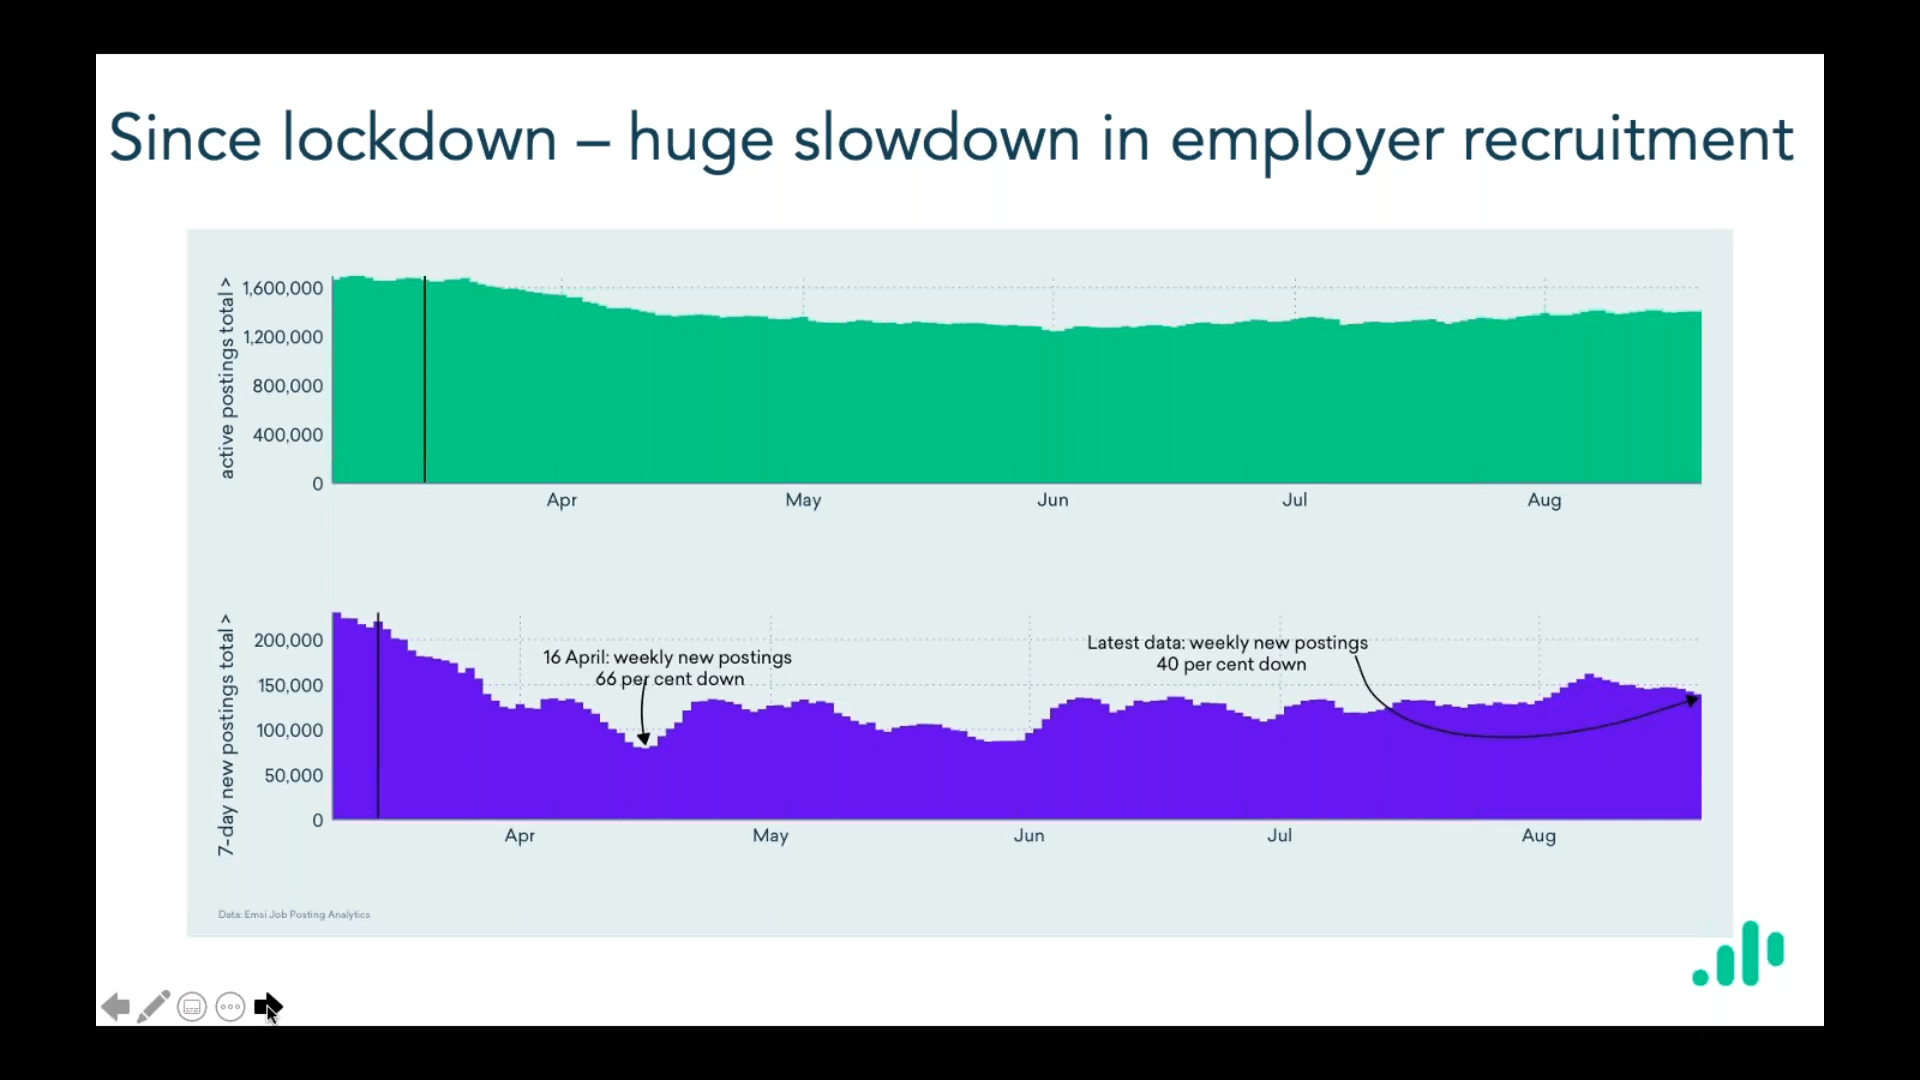 Since lockdown – huge slowdown in employer recruitment
active postings total >
1,600,000
1,200,000
800,000
400,000
0
Apr May Jun Jul Aug
7-day new postings total >
200,000
150,000
100,000
50,000
0
16 April: weekly new postings
66 per cent down
Latest data: weekly new postings
40 per cent down
Apr May Jun Jul Aug
Data: Emsi Job Posting Analytics